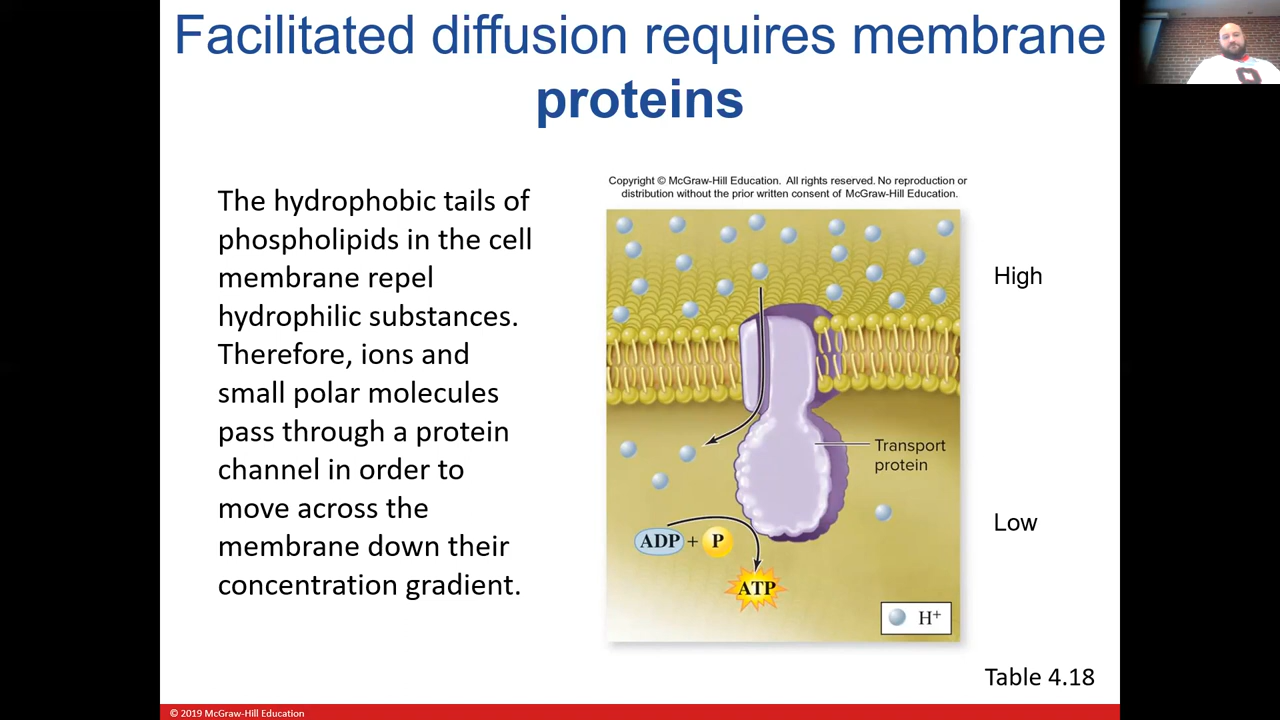 Facilitated diffusion requires membrane
proteins
The hydrophobic tails of
phospholipids in the cell
membrane repel
hydrophilic substances.
Therefore, ions and
small polar molecules
pass through a protein
channel in order to
move across the
membrane down their
concentration gradient.
Copyright © McGraw-Hill Education. All rights reserved. No reproduction or
distribution without the prior written consent of McGraw-Hill Education.
High
Transport
protein
Low
ADP + P
ATP
H⁺
Table 4.18
© 2019 McGraw-Hill Education